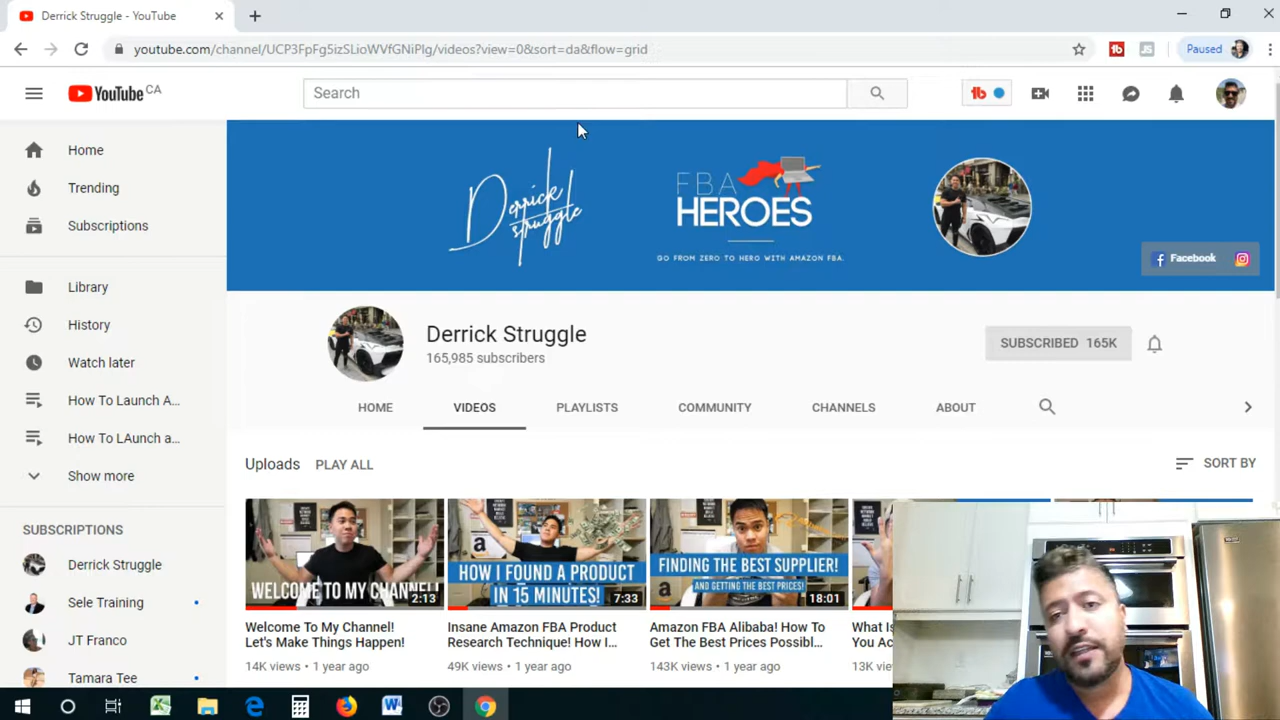 Derrick Struggle - YouTube
youtube.com/channel/UCP3FpFg5izSLioWVfGNiPlg/videos?view=0&sort=da&flow=grid
Paused
YouTube CA
Search
Home
Trending
Subscriptions
Library
History
Watch later
How To Launch A...
How To LAunch a...
Show more
SUBSCRIPTIONS
Derrick Struggle
Sele Training
JT Franco
Tamara Tee
Derrick Struggle
FBA
HEROES
GO FROM ZERO TO HERO WITH AMAZON FBA.
Facebook
Derrick Struggle
165,985 subscribers
SUBSCRIBED 165K
HOME
VIDEOS
PLAYLISTS
COMMUNITY
CHANNELS
ABOUT
Uploads
PLAY ALL
SORT BY
WELCOME TO MY CHANNEL!
2:13
Welcome To My Channel!
Let's Make Things Happen!
14K views • 1 year ago
HOW I FOUND A PRODUCT
IN 15 MINUTES!
7:33
Insane Amazon FBA Product
Research Technique! How I...
49K views • 1 year ago
FINDING THE BEST SUPPLIER!
AND GETTING THE BEST PRICES!
18:01
Amazon FBA Alibaba! How To
Get The Best Prices Possibl...
143K views • 1 year ago
What Is
You Ac
13K vie